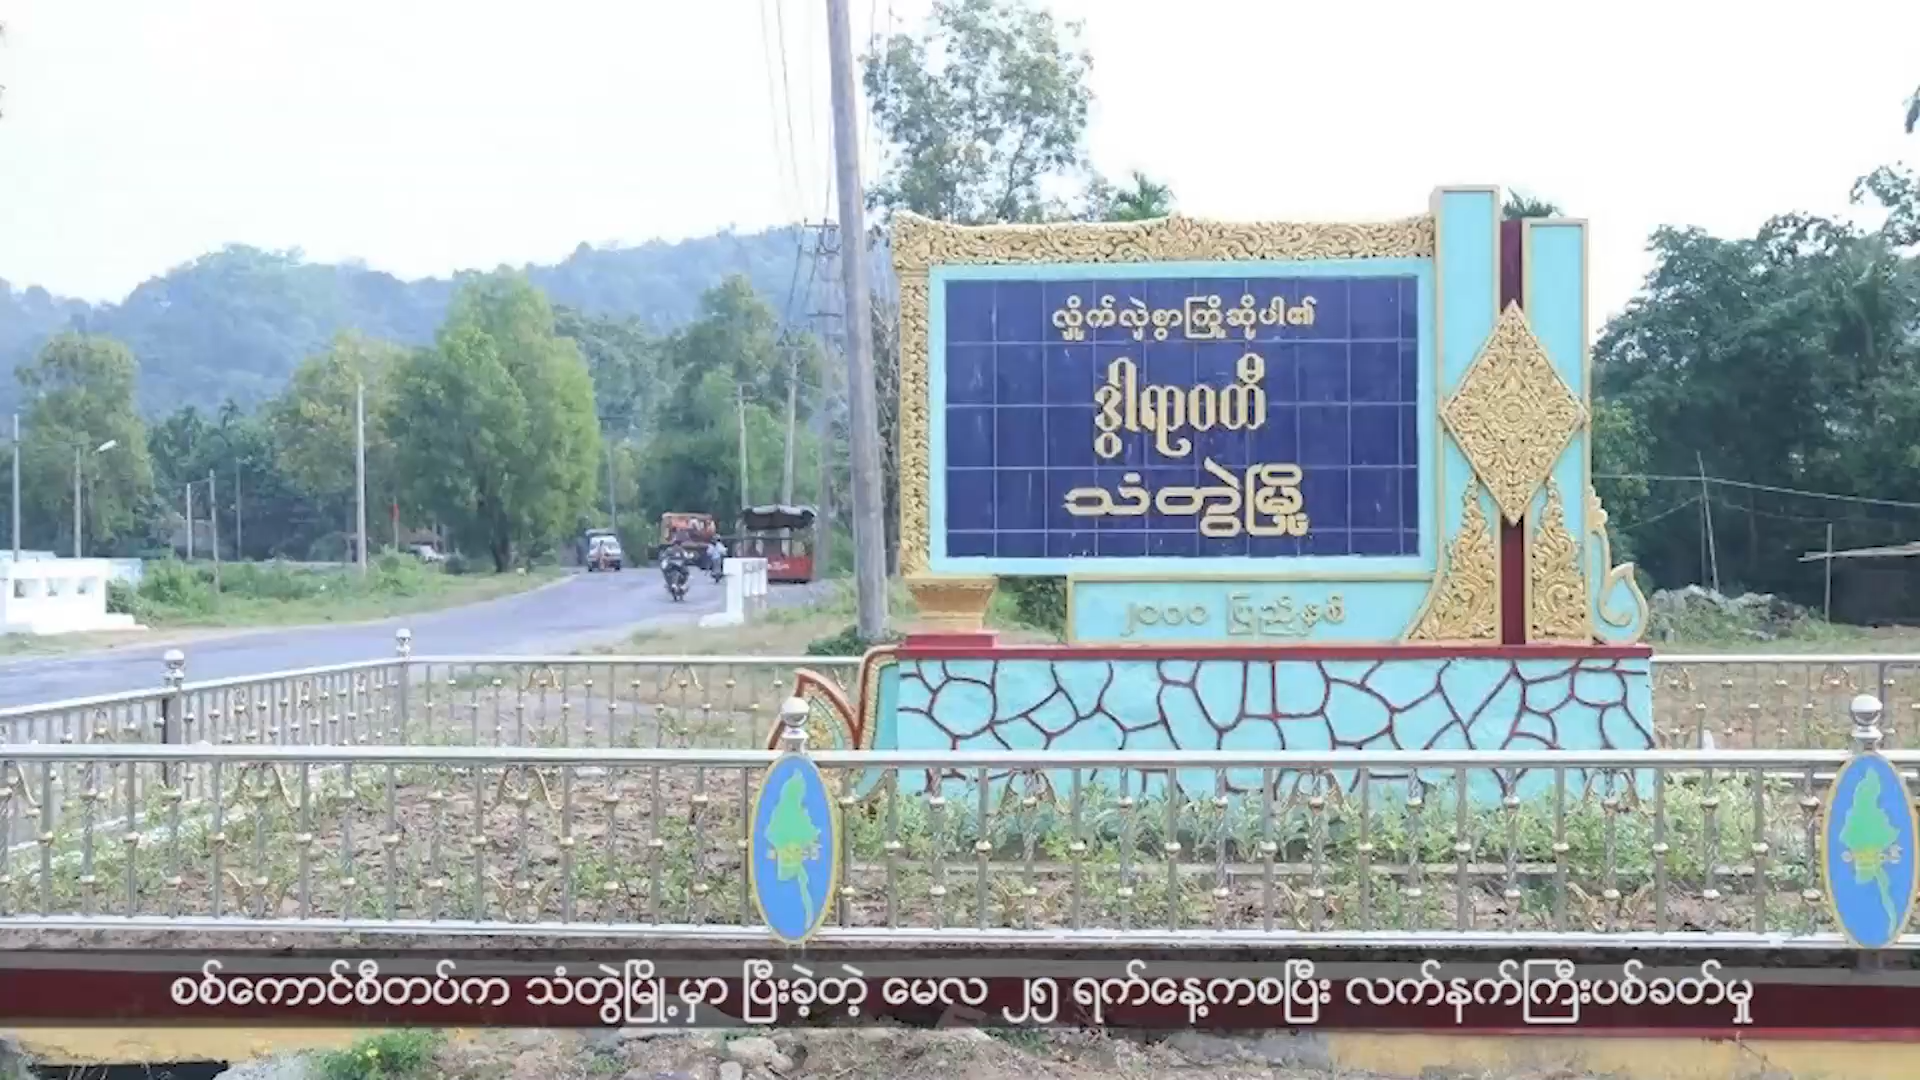 လှိုက်လှဲစွာကြိုဆိုပါ၏
ဒွါရာဝတီ
သံတွဲမြို့
၂၀၀၀ ပြည့်နှစ်
စစ်ကောင်စီတပ်က သံတွဲမြို့မှာ ပြီးခဲ့တဲ့ မေလ ၂၅ ရက်နေ့ကစပြီး လက်နက်ကြီးပစ်ခတ်မှု